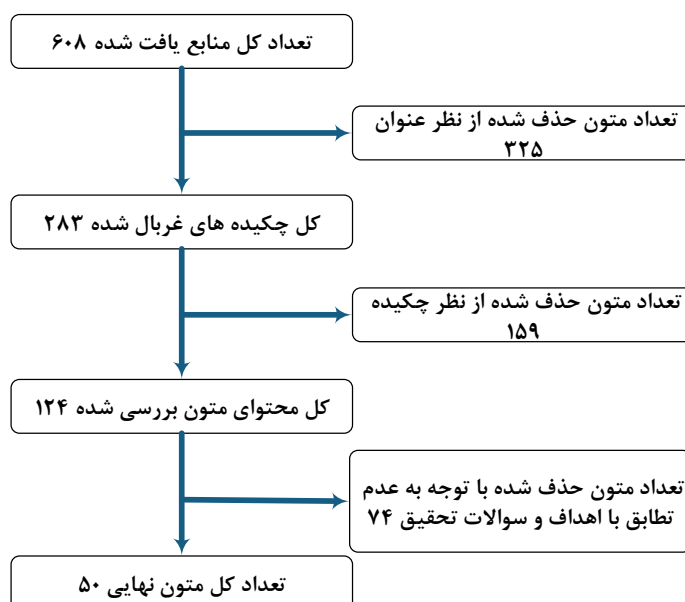 تعداد کل منابع یافت شده ۶۰۸
تعداد متون حذف شده از نظر عنوان
۳۲۵
کل چکیده های غربال شده ۲۸۳
تعداد متون حذف شده از نظر چکیده
۱۵۹
کل محتوای متون بررسی شده ۱۲۴
تعداد متون حذف شده با توجه به عدم
تطابق با اهداف و سوالات تحقیق ۷۴
تعداد کل متون نهایی ۵۰